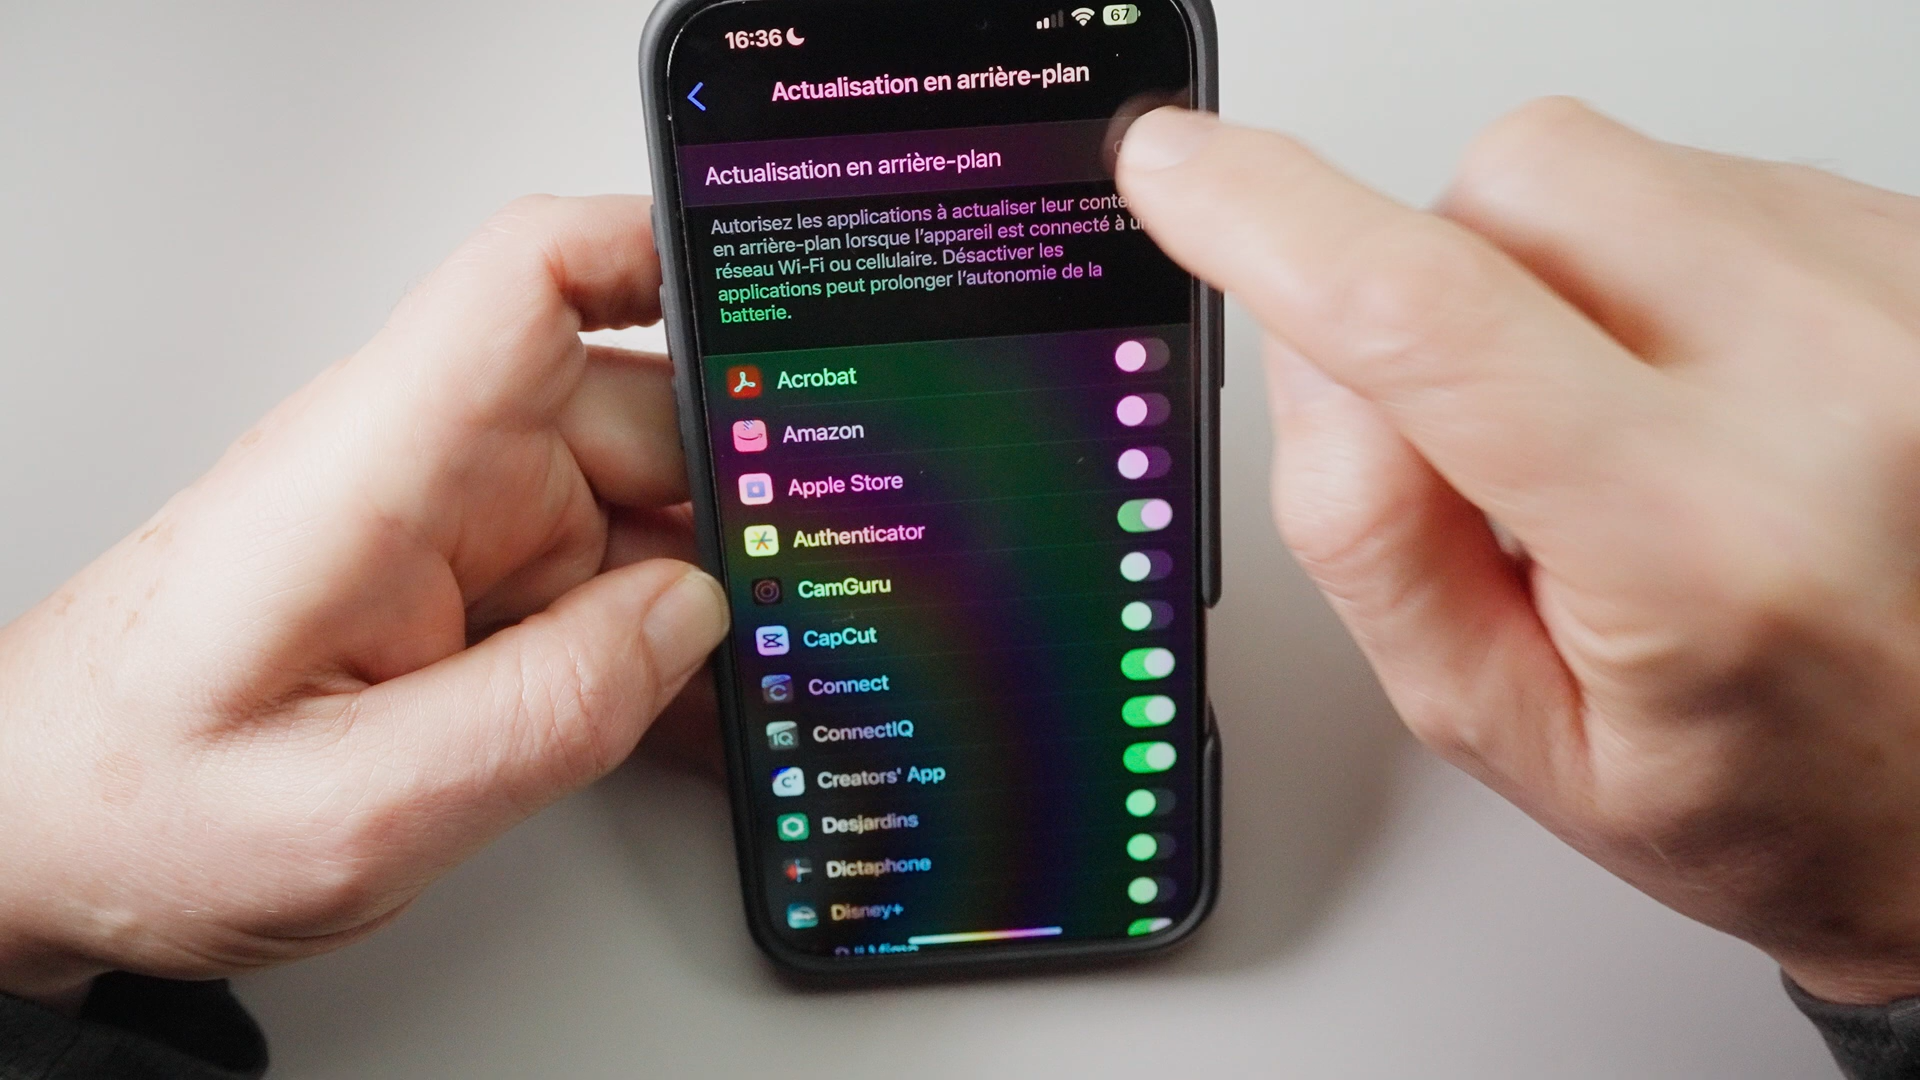 16:36
67
Actualisation en arrière-plan
Actualisation en arrière-plan
Autorisez les applications à actualiser leur conte
en arrière-plan lorsque l'appareil est connecté à un
réseau Wi-Fi ou cellulaire. Désactiver les
applications peut prolonger l'autonomie de la
batterie.
Acrobat
Amazon
Apple Store
Authenticator
CamGuru
CapCut
Connect
IQ ConnectIQ
Creators' App
Desjardins
Dictaphone
Disney+